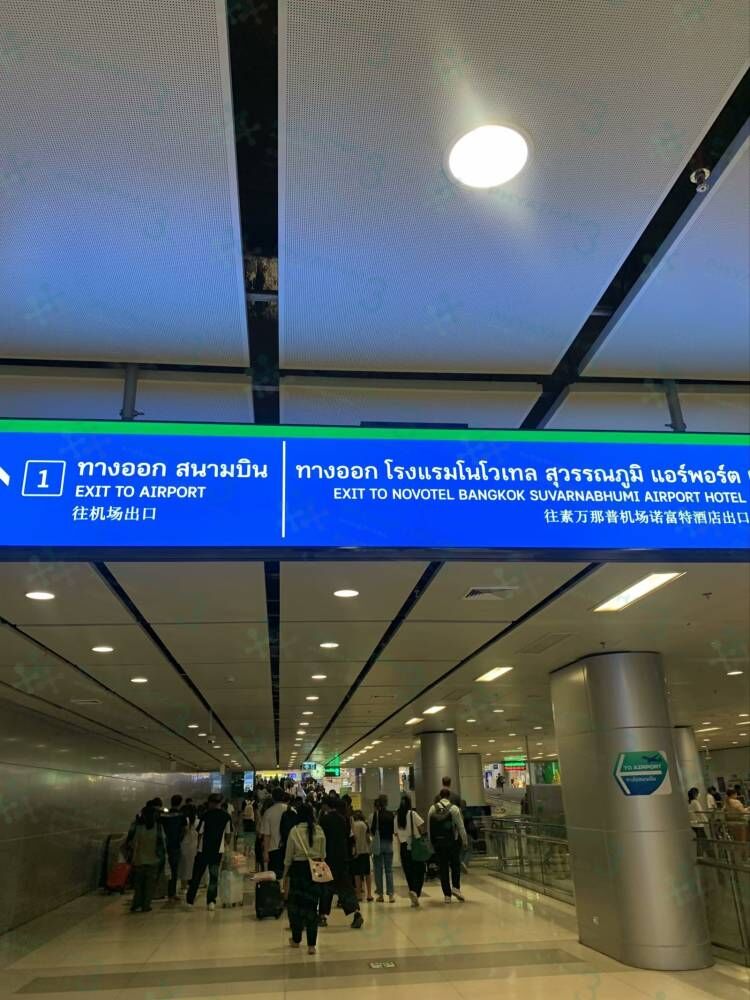 1
ทางออก สนามบิน
EXIT TO AIRPORT
往机场出口
ทางออก โรงแรมโนโวเทล สุวรรณภูมิ แอร์พอร์ต
EXIT TO NOVOTEL BANGKOK SUVARNABHUMI AIRPORT HOTEL
往素万那普机场诺富特酒店出口
TO AIRPORT